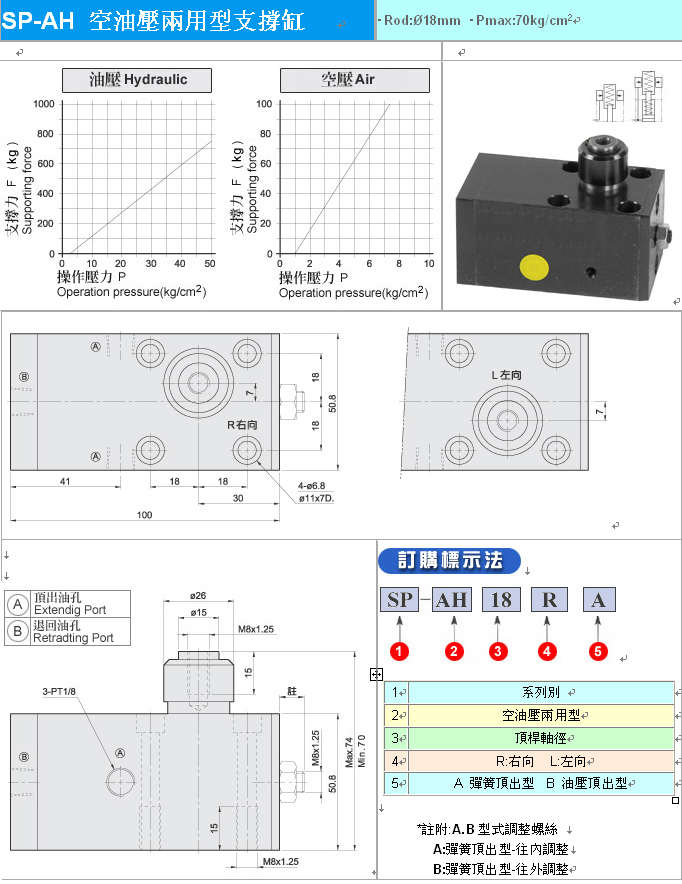 SP-AH 空油壓兩用型支撐缸
·Rod:Ø18mm ·Pmax:70kg/cm2
油壓 Hydraulic
1000
800
600
400
200
0
0 10 20 30 40 50
支撐力 F (kg)
Supporting force
操作壓力 P
Operation pressure(kg/cm2)
空壓 Air
100
80
60
40
20
0
0 2 4 6 8 10
支撐力 F (kg)
Supporting force
操作壓力 P
Operation pressure(kg/cm2)
A
B
A
R右向
7
18
18
50.8
41
18
18
30
100
4-ø6.8
ø11x7D.
L左向
7
A 頂出油孔
Extendig Port
B 退回油孔
Retradting Port
ø26
ø15
M8x1.25
15
註
3-PT1/8
A
B
M8x1.25
50.8
Max.74
Min.70
15
M8x1.25
訂購標示法
SP-AH 18 R A
1 2 3 4 5
1 系列別
2 空油壓兩用型
3 頂桿軸徑
4 R:右向 L:左向
5 A 彈簧頂出型 B 油壓頂出型
*註附:A.B 型式調整螺絲
A:彈簧頂出型-往內調整
B:彈簧頂出型-往外調整